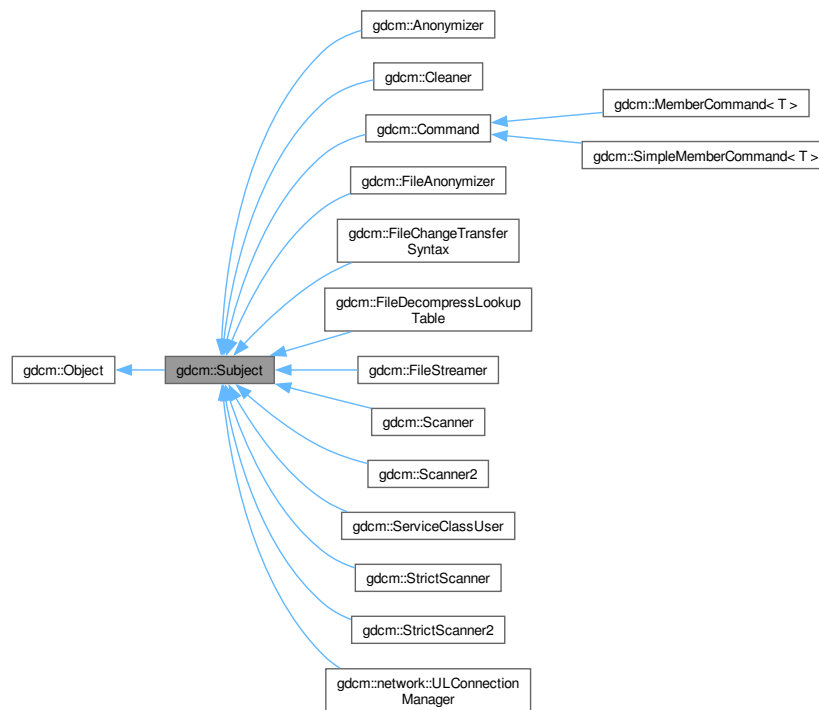 gdcm::Anonymizer
gdcm::Cleaner
gdcm::MemberCommand< T >
gdcm::Command
gdcm::SimpleMemberCommand< T >
gdcm::FileAnonymizer
gdcm::FileChangeTransfer
Syntax
gdcm::FileDecompressLookup
Table
gdcm::Object
gdcm::Subject
gdcm::FileStreamer
gdcm::Scanner
gdcm::Scanner2
gdcm::ServiceClassUser
gdcm::StrictScanner
gdcm::StrictScanner2
gdcm::network::ULConnection
Manager